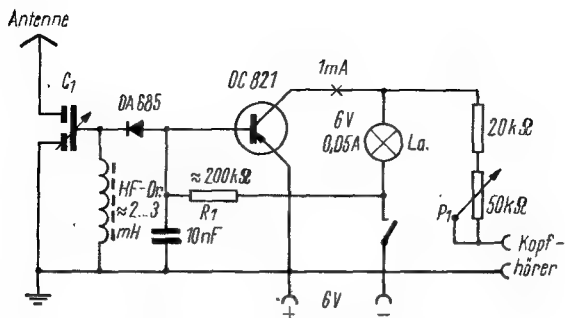 Antenne
C1
OA 685
OC 821
1mA
6V
0,05A
La.
20kΩ
HF-Dr.
≈2...3
mH
≈200kΩ
R1
10nF
P1
50kΩ
Kopf-
hörer
+
6V
−